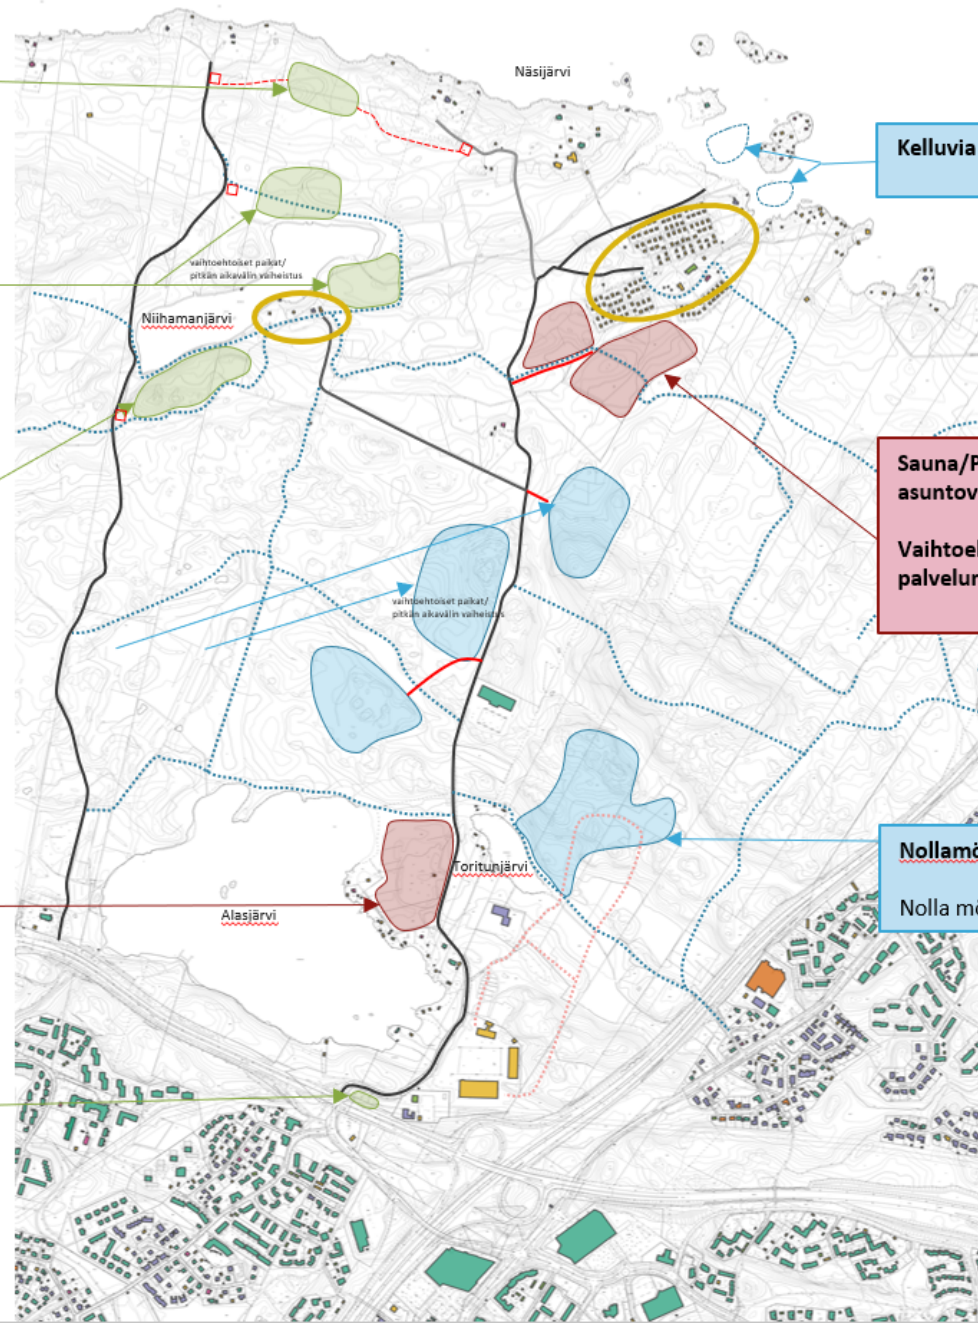 Näsijärvi
Kelluvia
vaihtoehtoiset paikat/
pitkän aikavälin vaiheistus
Niihamanjärvi
Sauna/P
asuntov
Vaihtoeh
palvelun
vaihtoehtoiset paikat/
pitkän aikavälin vaiheistus
Nollamö
Nolla mö
Toritunjärvi
Alasjärvi